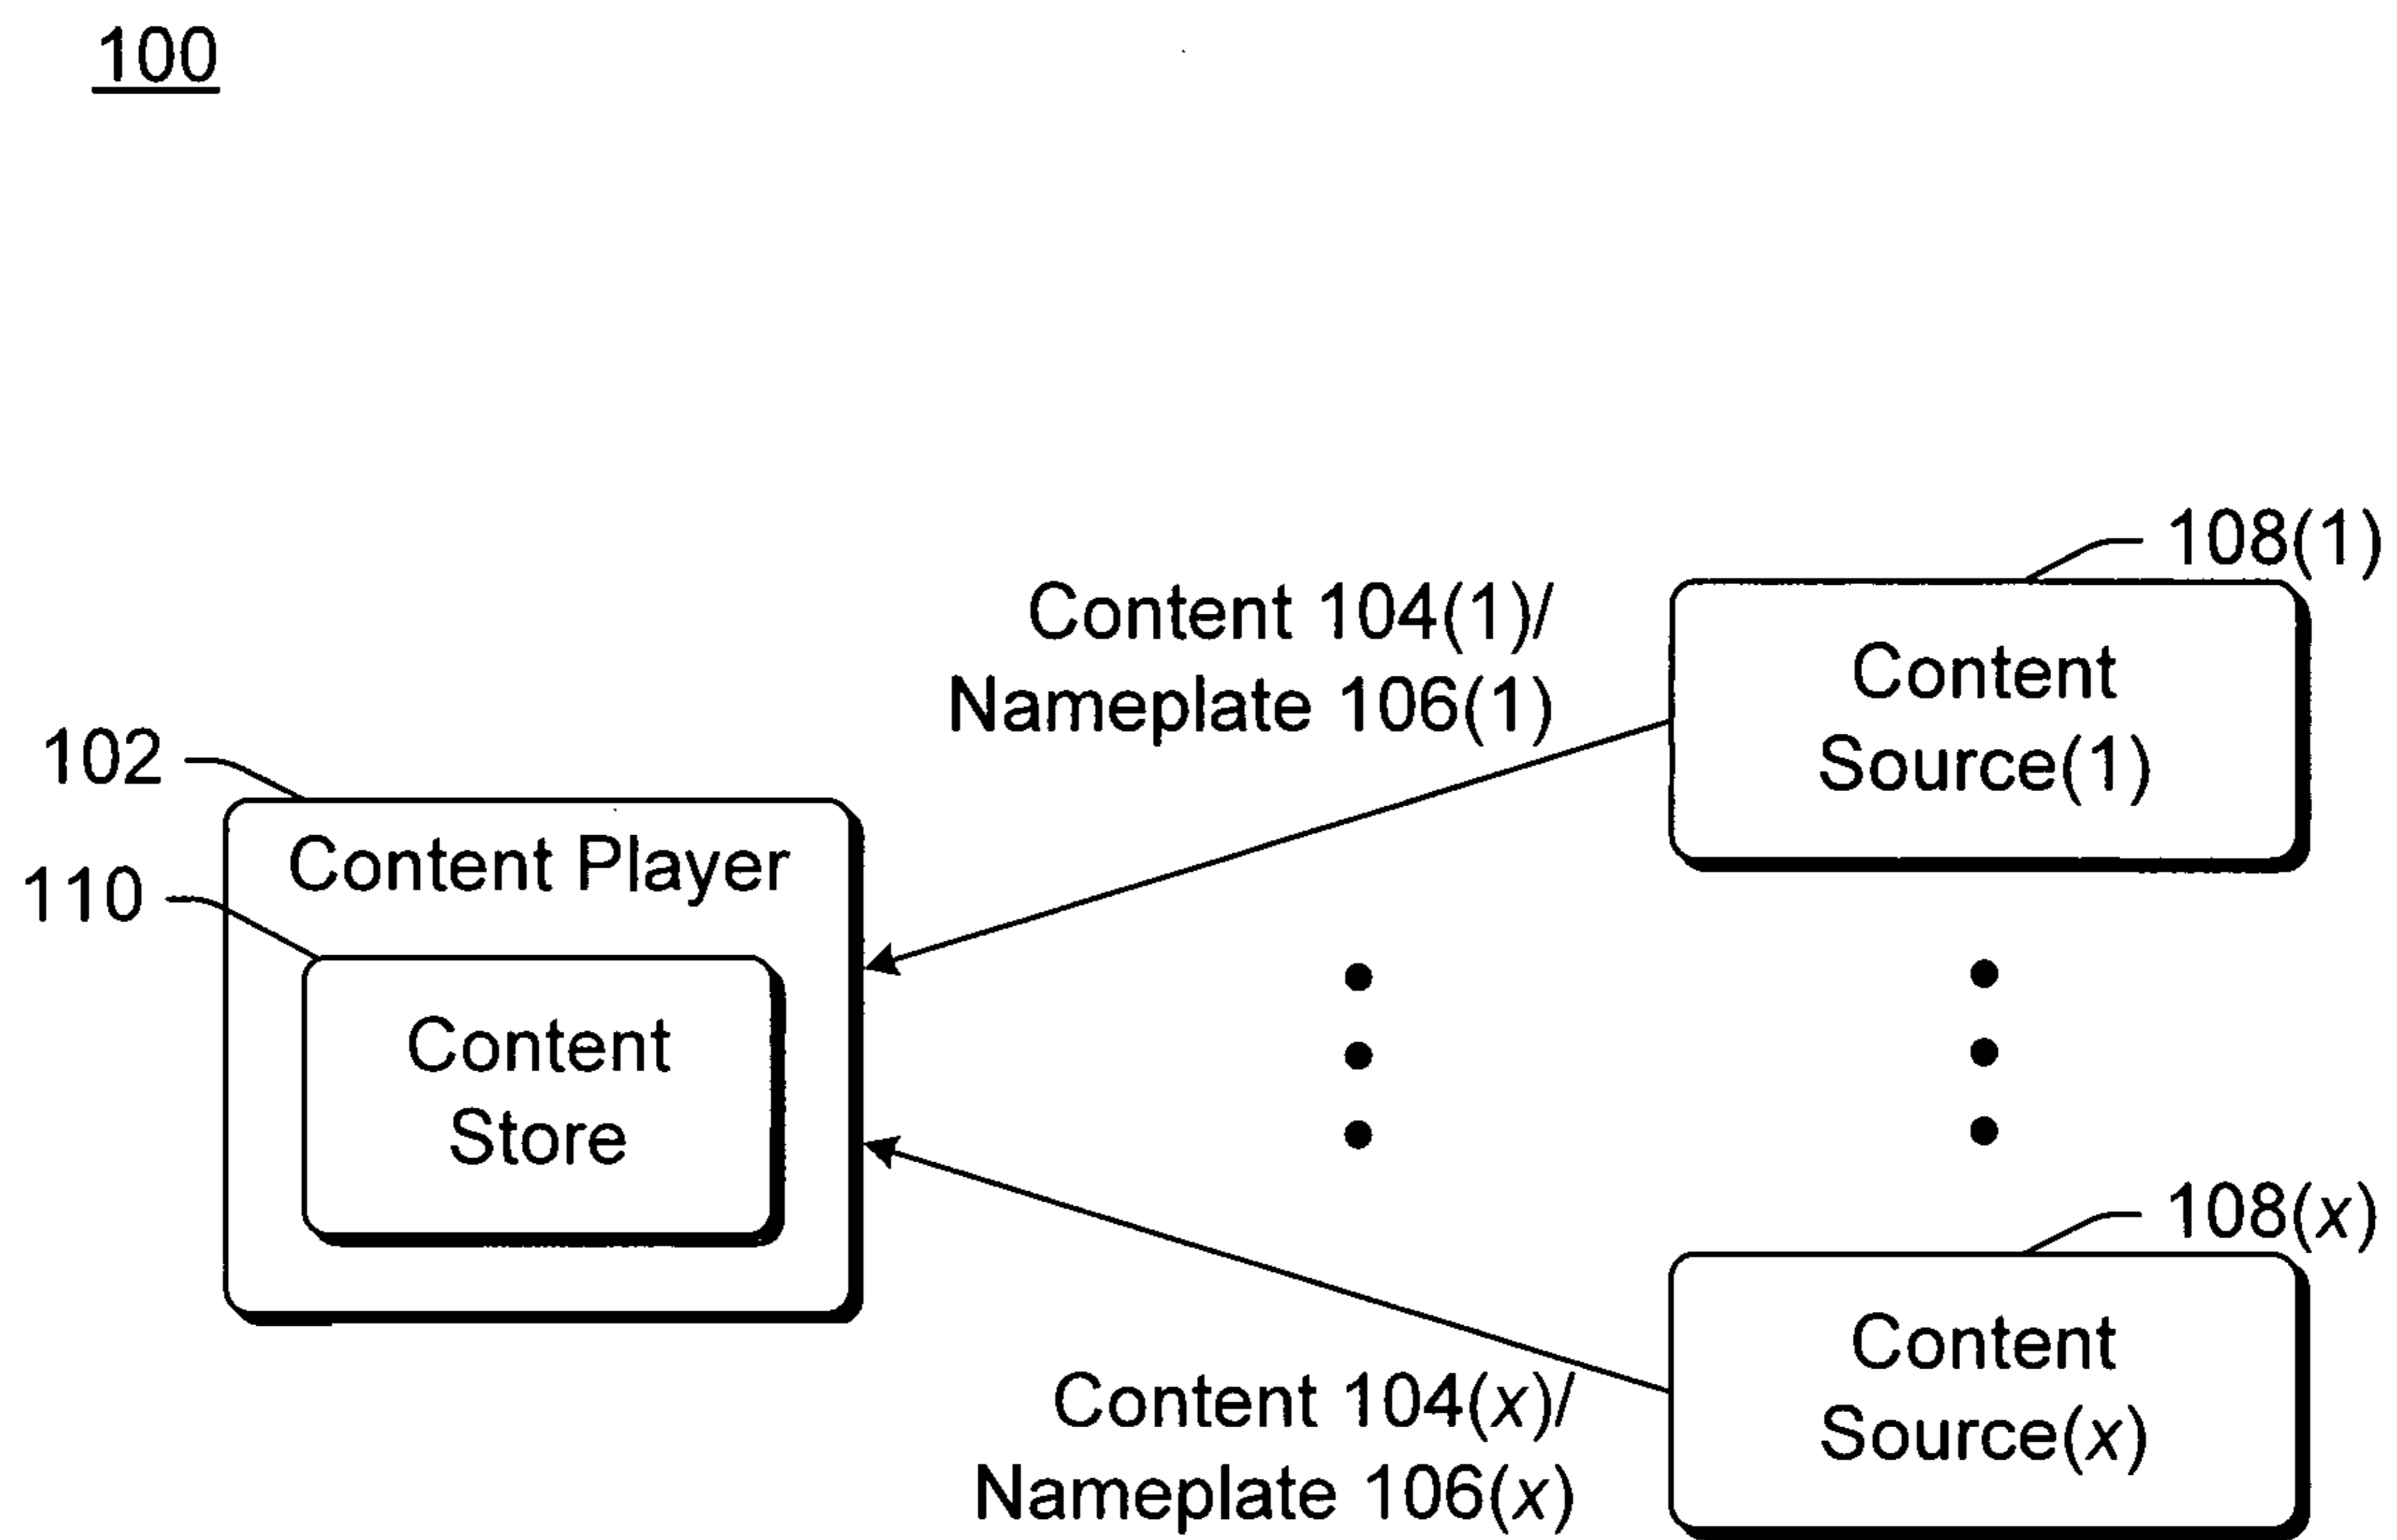 100
108(1)
Content 104(1)/
Nameplate 106(1)
Content
Source(1)
102
Content Player
110
Content
Store
108(x)
Content
Source(x)
Content 104(x)/
Nameplate 106(x)